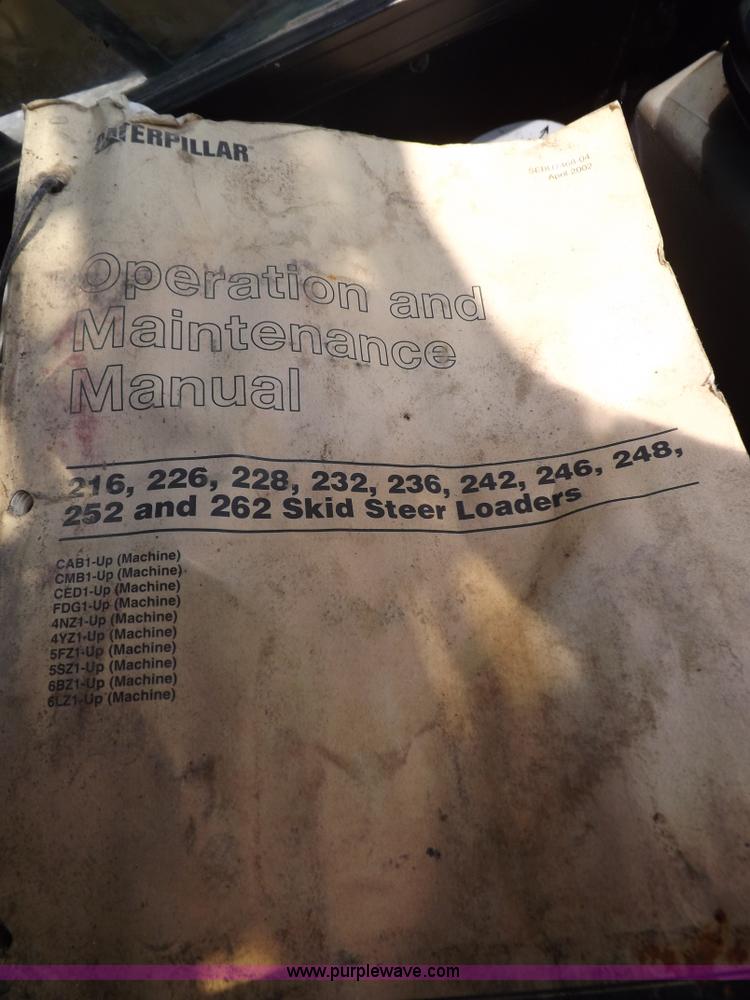 CATERPILLAR
April 2002
Operation and
Maintenance
Manual
216, 226, 228, 232, 236, 242, 246, 248,
252 and 262 Skid Steer Loaders
CAB1-Up (Machine)
CMB1-Up (Machine)
CED1-Up (Machine)
FDG1-Up (Machine)
4NZ1-Up (Machine)
4YZ1-Up (Machine)
5FZ1-Up (Machine)
5SZ1-Up (Machine)
6BZ1-Up (Machine)
6LZ1-Up (Machine)
www.purplewave.com